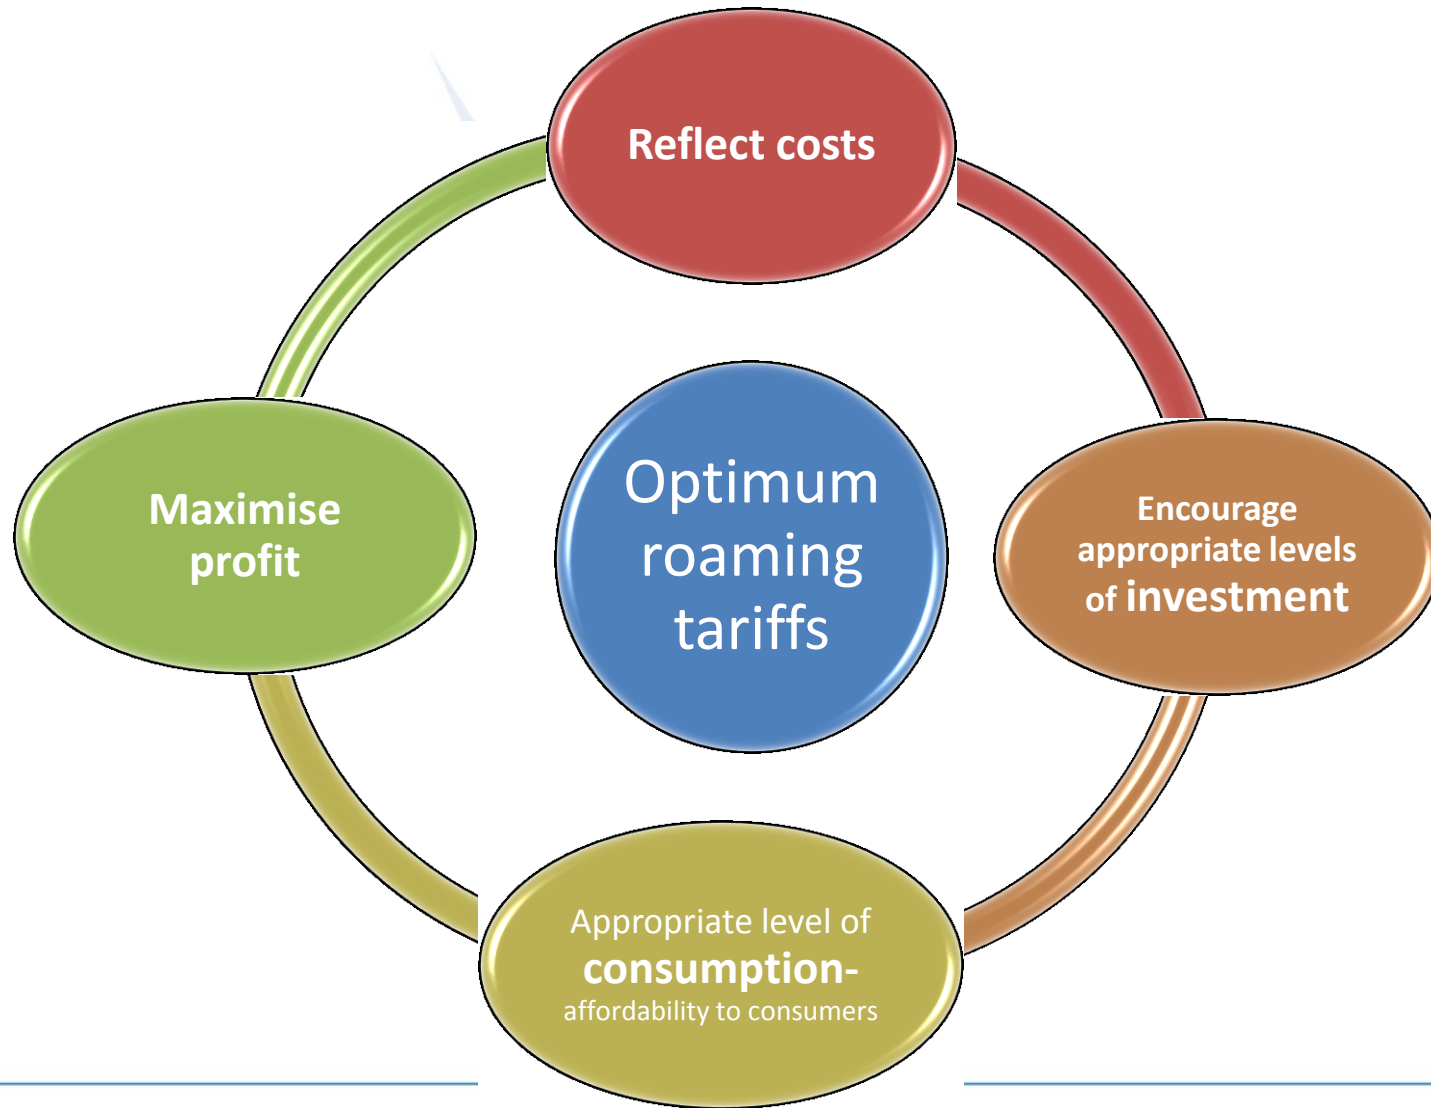 Reflect costs
Maximise
profit
Optimum
roaming
tariffs
Encourage
appropriate levels
of investment
Appropriate level of
consumption-
affordability to consumers